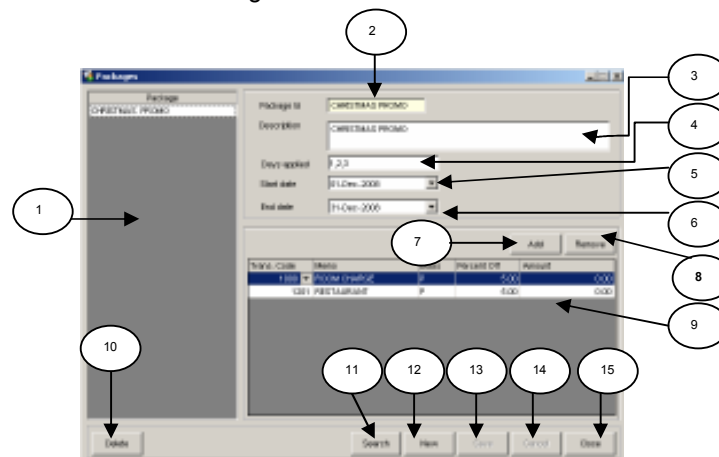 2
Packages
3
Package
CHRISTMAS PROMO
Package Id
CHRISTMAS PROMO
Description
CHRISTMAS PROMO
4
Days applied
1,2,3
5
Start date
01-Dec-2008
1
End date
31-Dec-2008
6
7
Add
Remove
8
Trans. Code
Memo
Percent Off
Amount
1000
ROOM CHARGE
P
5.00
0.00
1201
RESTAURANT
P
0.00
9
10
11
12
13
14
15
Delete
Search
New
Save
Cancel
Close